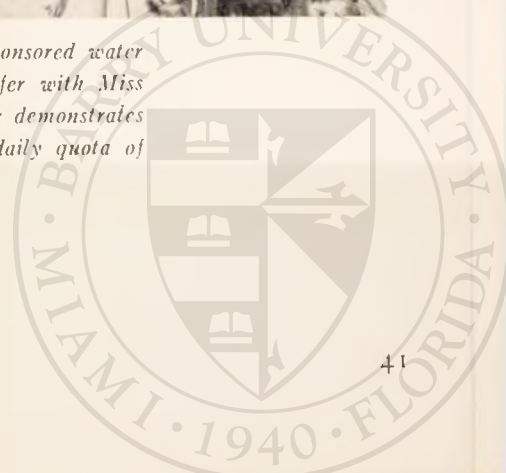 onsored water
fer with Miss
demonstrates
daily quota of
BARRY UNIVERSITY
MIAMI · 1940 · FLORIDA
41